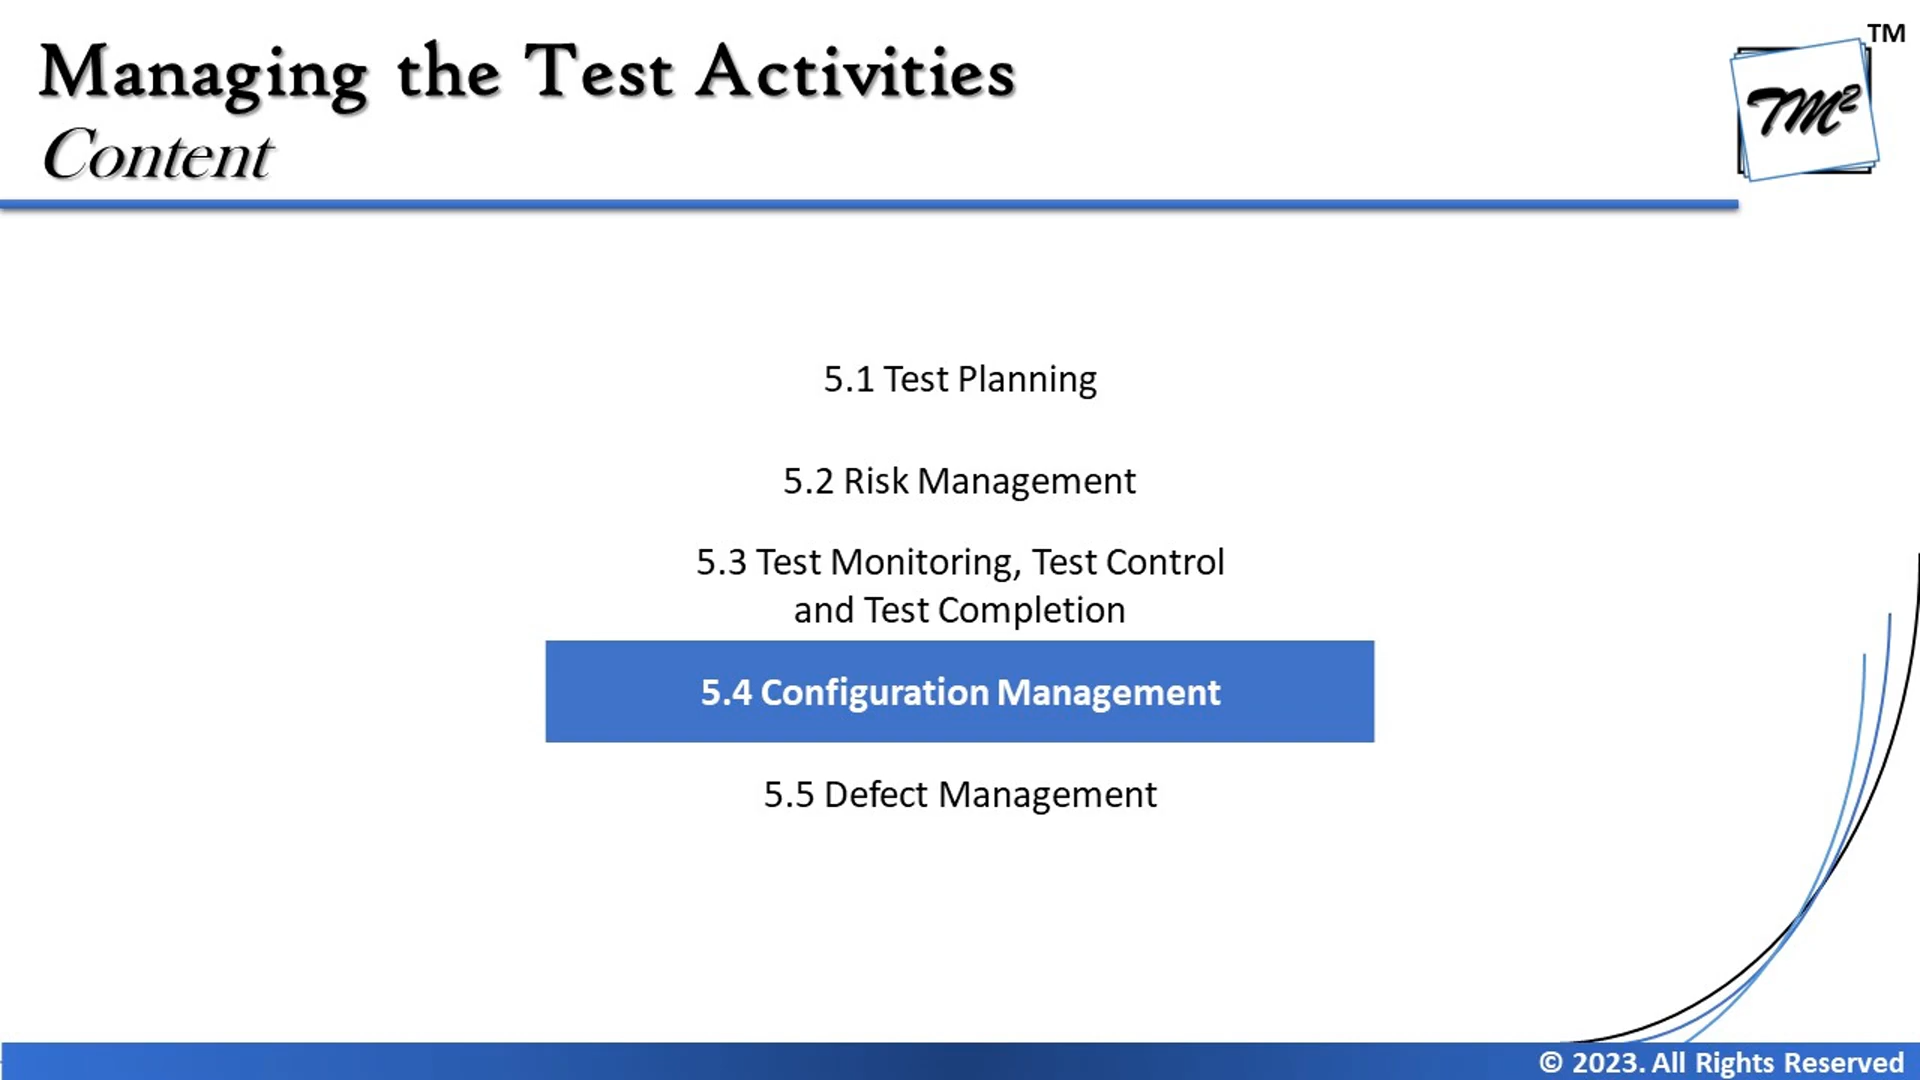 Managing the Test Activities
Content
TM
TM²
5.1 Test Planning
5.2 Risk Management
5.3 Test Monitoring, Test Control
and Test Completion
5.4 Configuration Management
5.5 Defect Management
© 2023. All Rights Reserved